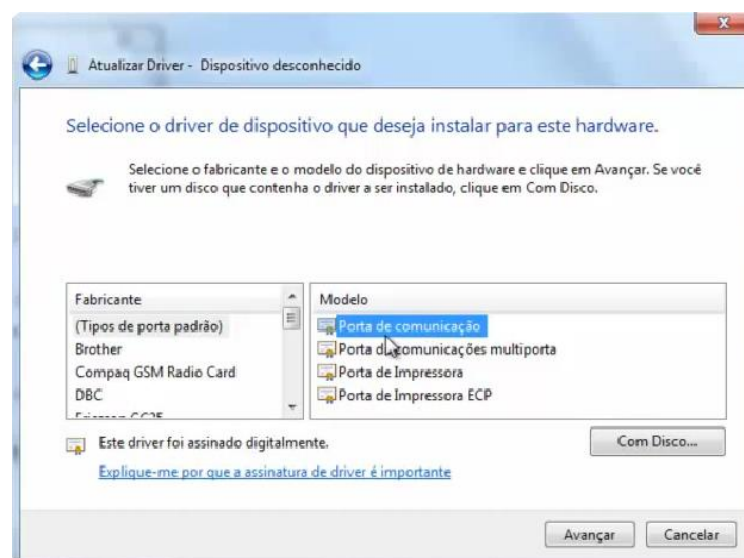 Atualizar Driver - Dispositivo desconhecido
Selecione o driver de dispositivo que deseja instalar para este hardware.
Selecione o fabricante e o modelo do dispositivo de hardware e clique em Avançar. Se você
tiver um disco que contenha o driver a ser instalado, clique em Com Disco.
Fabricante
(Tipos de porta padrão)
Brother
Compaq GSM Radio Card
DBC
Modelo
Porta de comunicação
Porta de comunicações multiporta
Porta de Impressora
Porta de Impressora ECP
Este driver foi assinado digitalmente.
Com Disco...
Explique-me por que a assinatura de driver é importante
Avançar
Cancelar